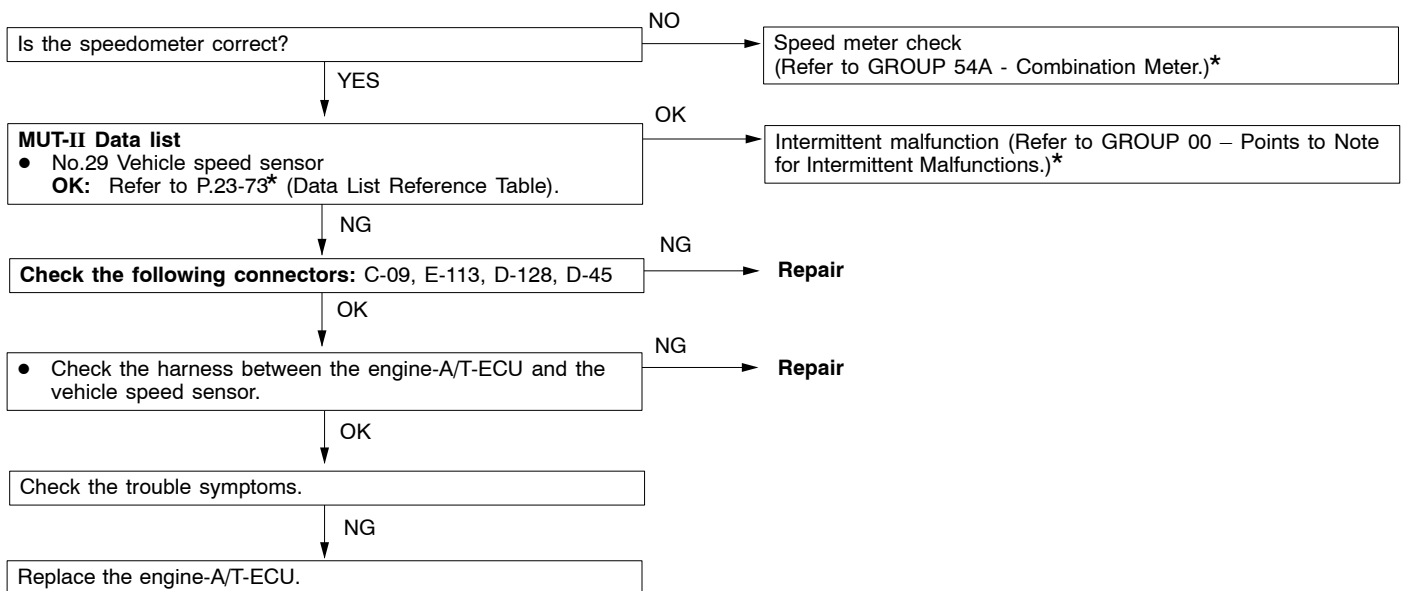 NO
Is the speedometer correct?
Speed meter check
(Refer to GROUP 54A - Combination Meter.)*
YES
OK
MUT-II Data list
● No.29 Vehicle speed sensor
OK: Refer to P.23-73* (Data List Reference Table).
Intermittent malfunction (Refer to GROUP 00 – Points to Note
for Intermittent Malfunctions.)*
NG
NG
Check the following connectors: C-09, E-113, D-128, D-45
Repair
OK
NG
● Check the harness between the engine-A/T-ECU and the
vehicle speed sensor.
Repair
OK
Check the trouble symptoms.
NG
Replace the engine-A/T-ECU.